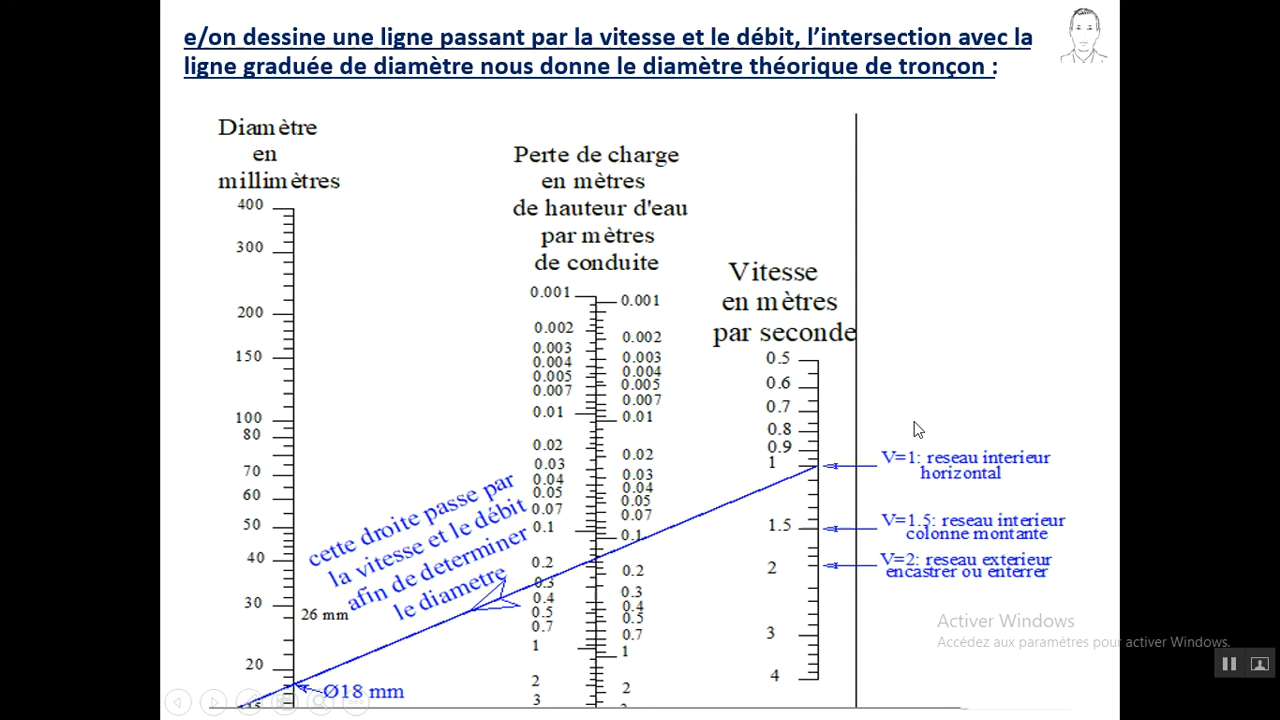 e/on dessine une ligne passant par la vitesse et le débit, l’intersection avec la
ligne graduée de diamètre nous donne le diamètre théorique de tronçon :
Diamètre
en
millimètres
400
300
200
150
100
80
70
60
50
40
30
26 mm
20
Ø18 mm
Perte de charge
en mètres
de hauteur d'eau
par mètres
de conduite
0.001
0.002
0.003
0.004
0.005
0.007
0.01
0.02
0.03
0.04
0.05
0.07
0.1
0.2
0.3
0.4
0.5
0.7
1
2
3
0.001
0.002
0.003
0.004
0.005
0.007
0.01
0.02
0.03
0.04
0.05
0.07
0.1
0.2
0.3
0.4
0.5
0.7
1
2
Vitesse
en mètres
par seconde
0.5
0.6
0.7
0.8
0.9
1
1.5
2
3
4
V=1: reseau interieur
horizontal
V=1.5: reseau interieur
colonne montante
V=2: reseau exterieur
encastrer ou enterrer
cette droite passe par
la vitesse et le débit
afin de determiner
le diametre
Activer Windows
Accédez aux paramètres pour activer Windows.